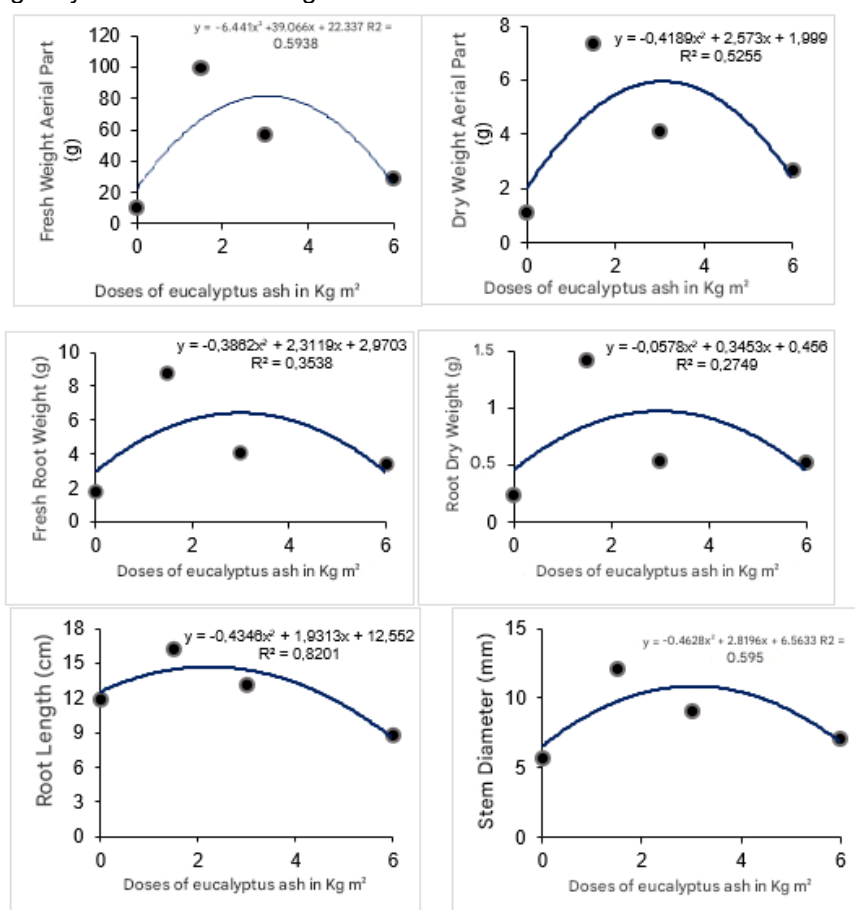 y = -6.441x² +39.066x + 22.337 R2 =
0.5938
120
100
80
60
40
20
0
0 2 4 6
Fresh Weight Aerial Part
(g)
Doses of eucalyptus ash in Kg m²
y = -0,4189x² + 2,573x + 1,999
R² = 0,5255
8
6
4
2
0
0 2 4 6
Dry Weight Aerial Part
(g)
Doses of eucalyptus ash in Kg m²
y = -0,3862x² + 2,3119x + 2,9703
R² = 0,3538
10
8
6
4
2
0
0 2 4 6
Fresh Root Weight (g)
Doses of eucalyptus ash in Kg m²
y = -0,0578x² + 0,3453x + 0,456
R² = 0,2749
1.5
1
0.5
0
0 2 4 6
Root Dry Weight (g)
Doses of eucalyptus ash in Kg m²
y = -0,4346x² + 1,9313x + 12,552
R² = 0,8201
18
15
12
9
6
3
0
0 2 4 6
Root Length (cm)
Doses of eucalyptus ash in Kg m²
y = -0.4628x² + 2.8196x + 6.5633 R2 =
0.595
15
10
5
0
0 2 4 6
Stem Diameter (mm)
Doses of eucalyptus ash in Kg m²